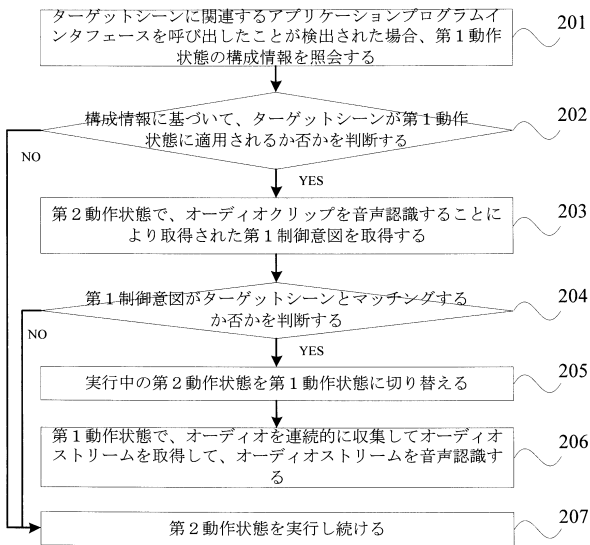 ターゲットシーンに関連するアプリケーションプログラムイ
ンタフェースを呼び出したことが検出された場合、第１動作
状態の構成情報を照会する
201
構成情報に基づいて、ターゲットシーンが第１動作
状態に適用されるか否かを判断する
202
NO
YES
第２動作状態で、オーディオクリップを音声認識することに
より取得された第１制御意図を取得する
203
第１制御意図がターゲットシーンとマッチングする
か否かを判断する
204
NO
YES
実行中の第２動作状態を第１動作状態に切り替える
205
第１動作状態で、オーディオを連続的に収集してオーディオ
ストリームを取得して、オーディオストリームを音声認識す
る
206
第２動作状態を実行し続ける
207